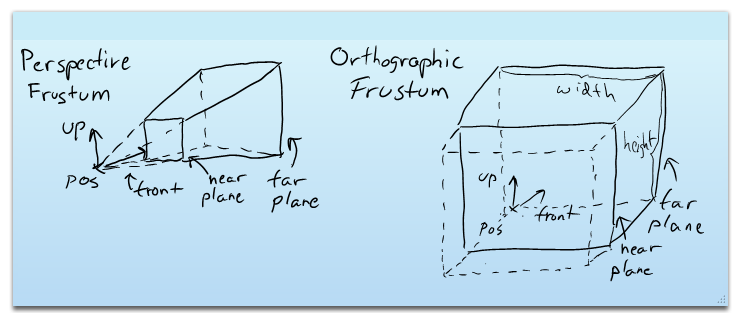 Perspective
Frustum
up
pos
front
near
plane
far
plane
Orthographic
Frustum
width
height
up
front
pos
far
plane
near
plane